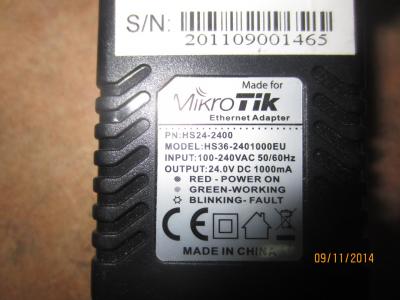 S/N:
201109001465
Made for
MikroTik
Ethernet Adapter
PN:HS24-2400
MODEL:HS36-2401000EU
INPUT:100-240VAC 50/60Hz
OUTPUT:24.0V DC 1000mA
RED - POWER ON
GREEN-WORKING
BLINKING- FAULT
CE
MADE IN CHINA
09/11/2014